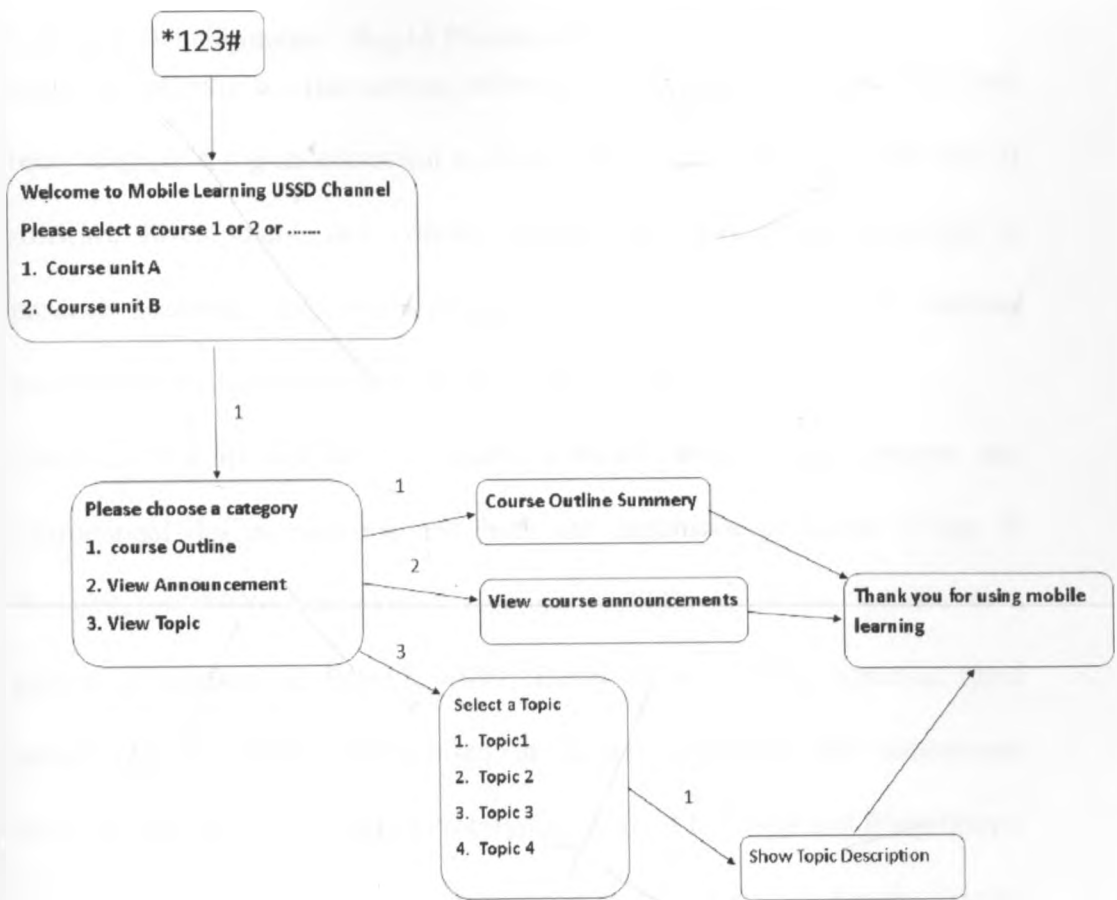 *123#
Welcome to Mobile Learning USSD Channel
Please select a course 1 or 2 or .......
1. Course unit A
2. Course unit B
1
Please choose a category
1. course Outline
2. View Announcement
3. View Topic
1
Course Outline Summery
2
View course announcements
Thank you for using mobile
learning
3
Select a Topic
1. Topic1
2. Topic 2
3. Topic 3
4. Topic 4
1
Show Topic Description